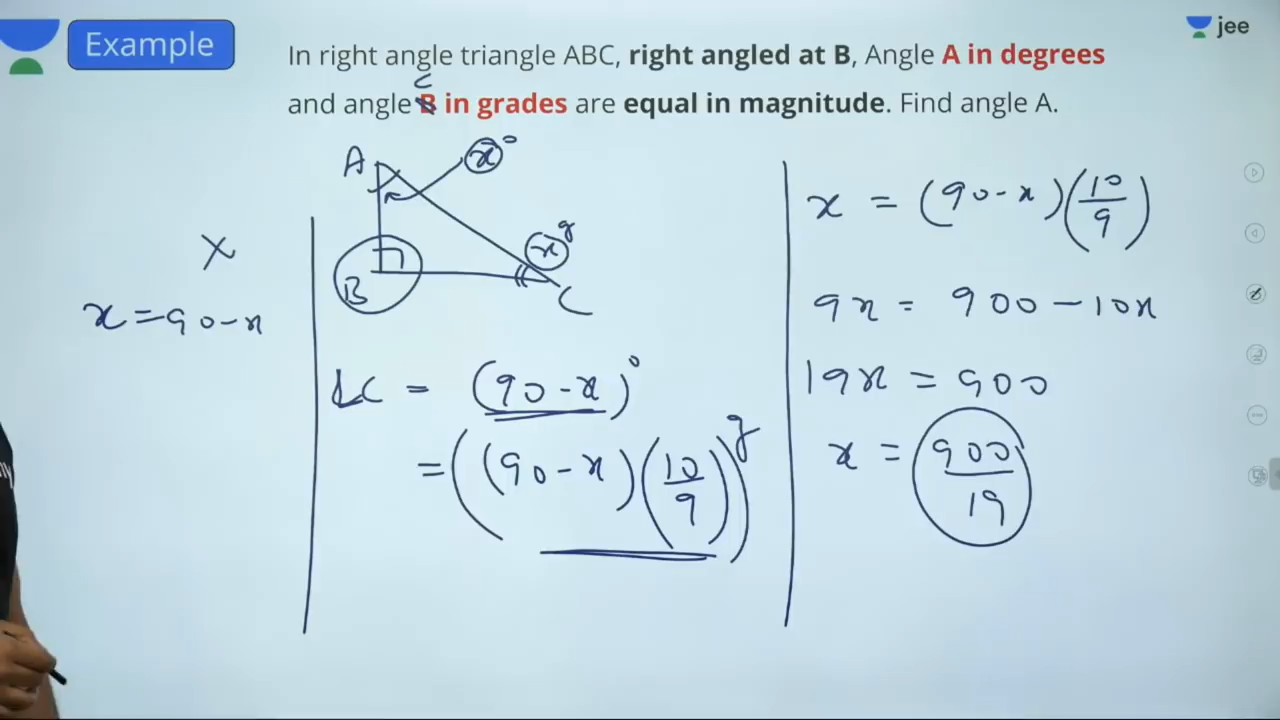 Example
jee
In right angle triangle ABC, right angled at B, Angle A in degrees
C
and angle B in grades are equal in magnitude. Find angle A.
A
x°
x^g
B
C
×
x = 90 - x
∠C = (90 - x)°
= ((90 - x)(10/9))^g
x = (90 - x)(10/9)
9x = 900 - 10x
19x = 900
x = 900/19